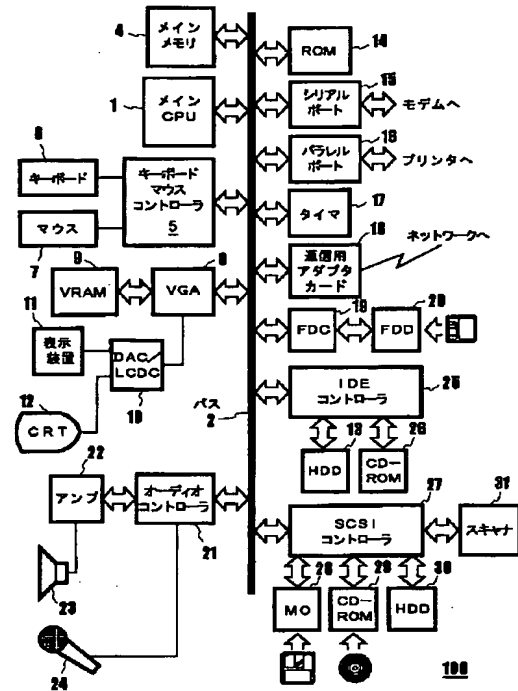 4
メイン
メモリ
1
メイン
CPU
6
キーボード
マウス
7
キーボード
マウス
コントローラ
5
9
VRAM
8
VGA
11
表示
装置
DAC/
LCDC
10
12
CRT
22
アンプ
オーディオ
コントローラ
21
23
24
バス
2
ROM
14
15
シリアル
ポート
モデムへ
16
パラレル
ポート
プリンタへ
17
タイマ
18
通信用
アダプタ
カード
ネットワークへ
19
FDC
20
FDD
IDE
コントローラ
25
13
HDD
26
CD-
ROM
27
SCSI
コントローラ
31
スキャナ
28
MO
29
CD-
ROM
30
HDD
100